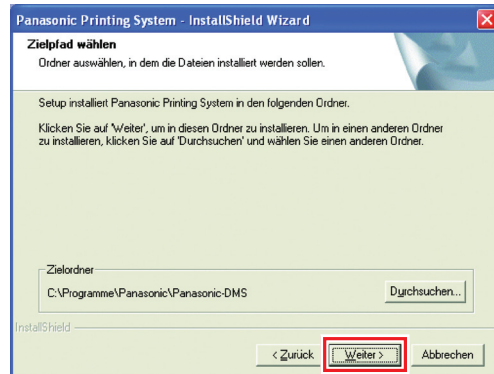 Panasonic Printing System - InstallShield Wizard
Zielpfad wählen
Ordner auswählen, in dem die Dateien installiert werden sollen.
Setup installiert Panasonic Printing System in den folgenden Ordner.
Klicken Sie auf 'Weiter', um in diesen Ordner zu installieren. Um in einen anderen Ordner
zu installieren, klicken Sie auf 'Durchsuchen' und wählen Sie einen anderen Ordner.
Zielordner
C:\Programme\Panasonic\Panasonic-DMS
Durchsuchen...
InstallShield
< Zurück
Weiter >
Abbrechen